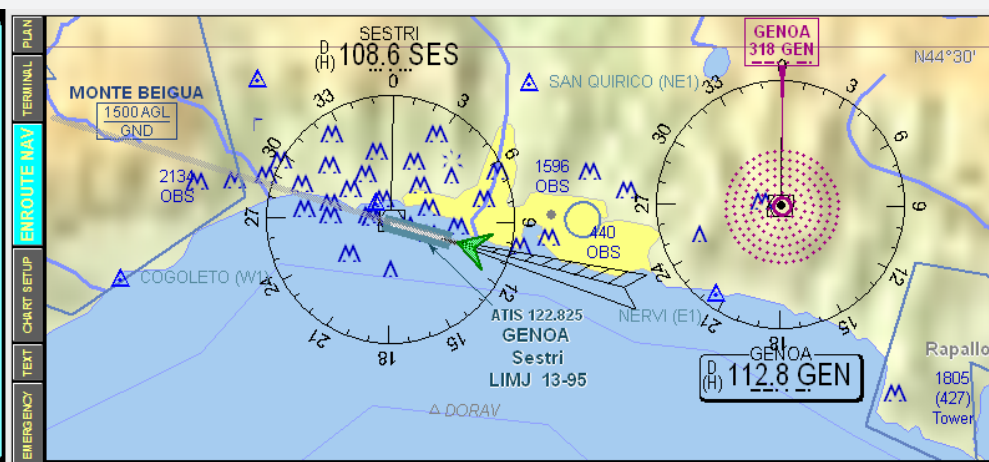 PLAN
TERMINAL
ENROUTE NAV
CHART SETUP
TEXT
EMERGENCY
SESTRI
D
(H) 108.6 SES
GENOA
318 GEN
N44°30'
MONTE BEIGUA
1500 AGL
GND
SAN QUIRICO (NE1)
2134
OBS
1596
OBS
440
OBS
0
3
6
9
12
15
18
21
24
27
30
33
0
3
6
9
12
15
18
21
24
27
30
33
COGOLETO (W1)
NERVI (E1)
ATIS 122.825
GENOA
Sestri
LIMJ 13-95
GENOA
D
(H) 112.8 GEN
DORAV
Rapallo
1805
(427)
Tower